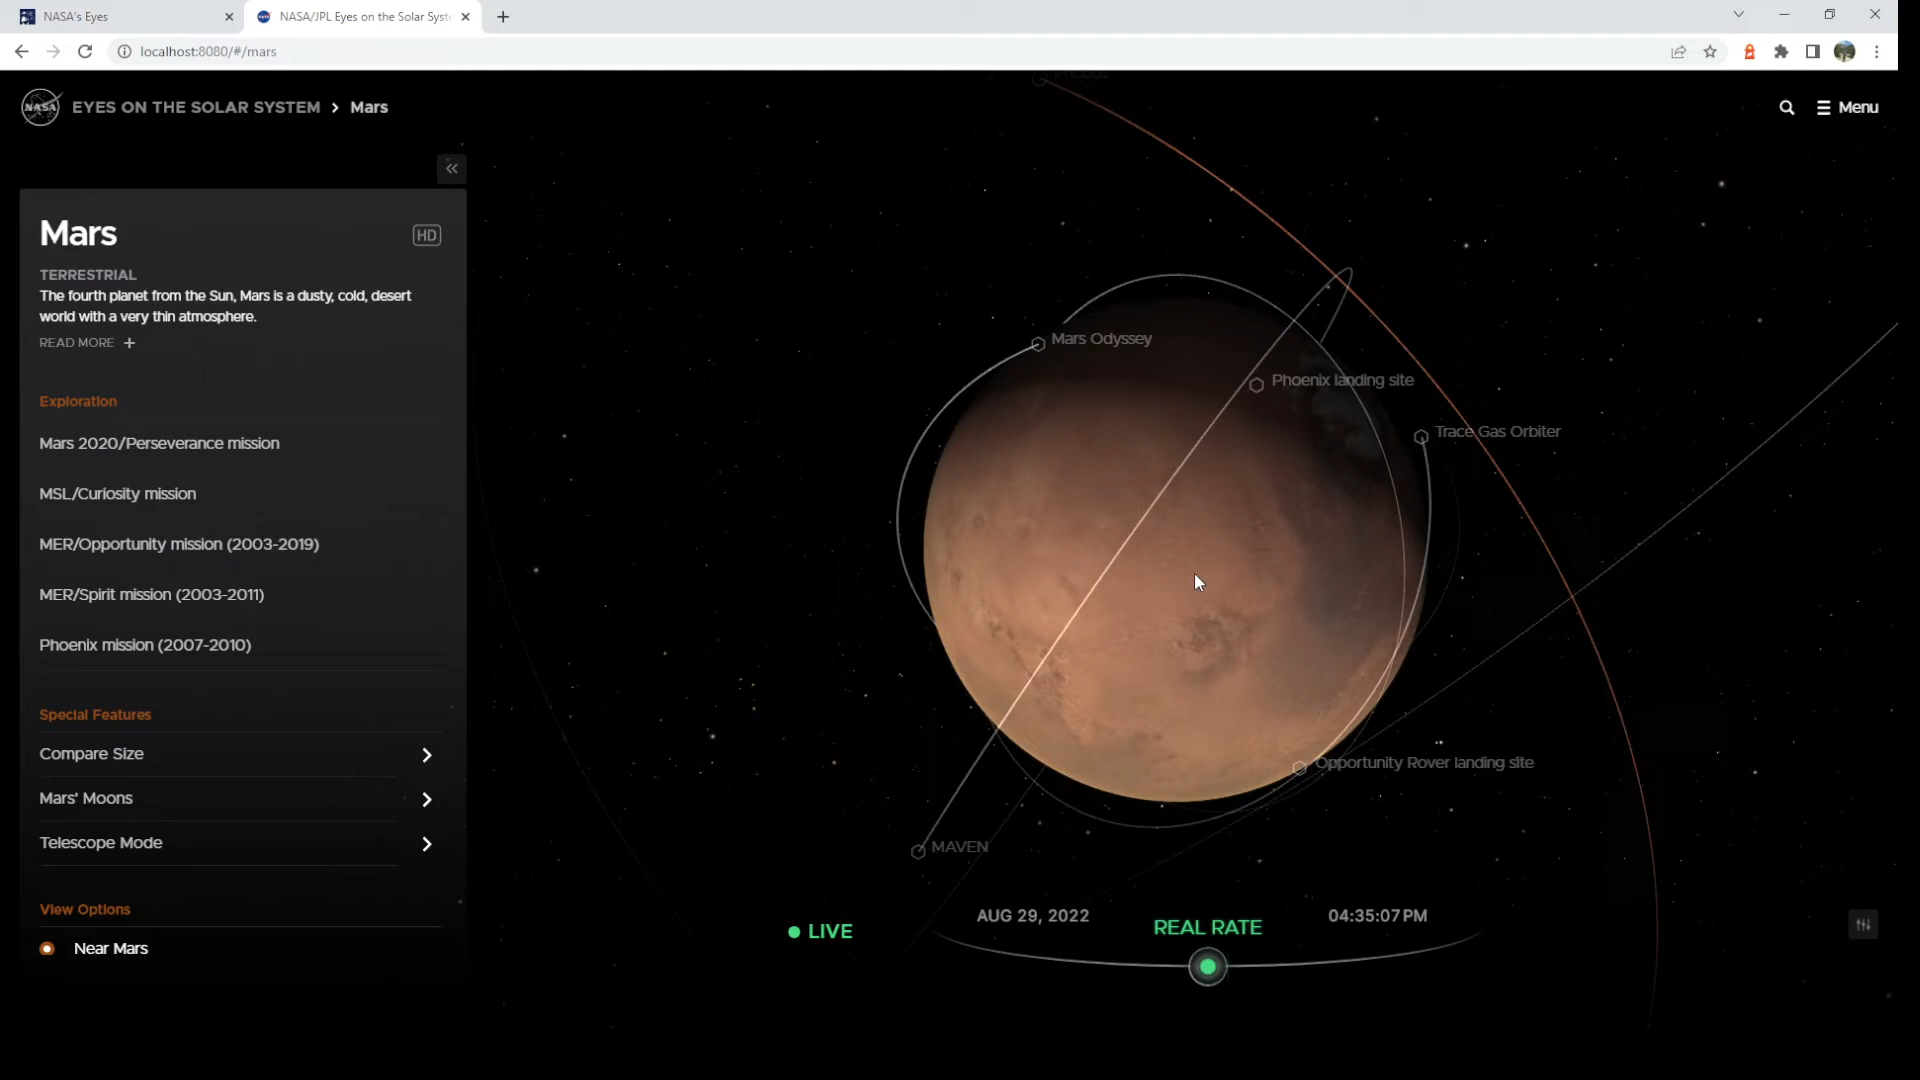 NASA's Eyes
NASA/JPL Eyes on the Solar Syst
localhost:8080/#/mars
NASA
EYES ON THE SOLAR SYSTEM
Mars
Menu
Mars
HD
TERRESTRIAL
The fourth planet from the Sun, Mars is a dusty, cold, desert
world with a very thin atmosphere.
READ MORE +
Exploration
Mars 2020/Perseverance mission
MSL/Curiosity mission
MER/Opportunity mission (2003-2019)
MER/Spirit mission (2003-2011)
Phoenix mission (2007-2010)
Special Features
Compare Size
Mars' Moons
Telescope Mode
View Options
Near Mars
Mars Odyssey
Phoenix landing site
Trace Gas Orbiter
Opportunity Rover landing site
MAVEN
LIVE
AUG 29, 2022
REAL RATE
04:35:07 PM